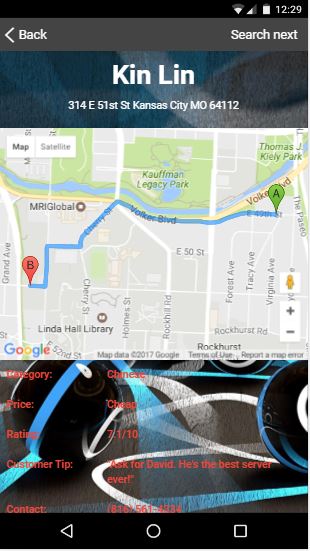 12:29
Back Search next
Kin Lin
314 E 51st St Kansas City MO 64112
Map Satellite
Thomas J.
Kiely Park
Kauffman
Legacy Park
A
MRIGlobal
Volker Blvd
Volker Blvd
E 49th St
Cherry St
The Paseo
Grand Ave
E 50 St
B
Cherry St
Holmes St
Rockhill Rd
Forest Ave
Tracy Ave
Virginia Ave
Linda Hall Library
Rockhurst Rd
Rockhurst
E 52nd St
Google
Map data ©2017 Google Terms of Use Report a map error
Category: Chinese
Price: Cheap
Rating: 7.1/10
Customer Tip: "Ask for David. He's the best server
ever!"
Contact: (816) 561-4334